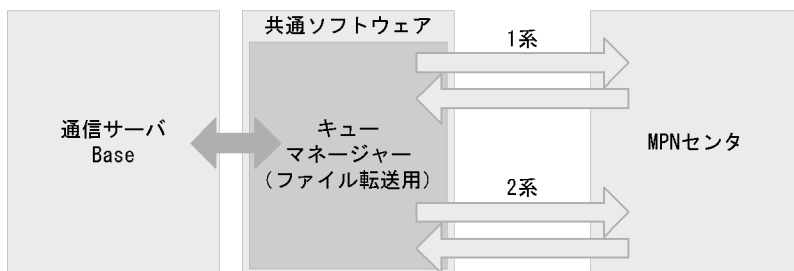 共通ソフトウェア
1系
通信サーバ
Base
キュー
マネージャー
(ファイル転送用)
MPNセンタ
2系